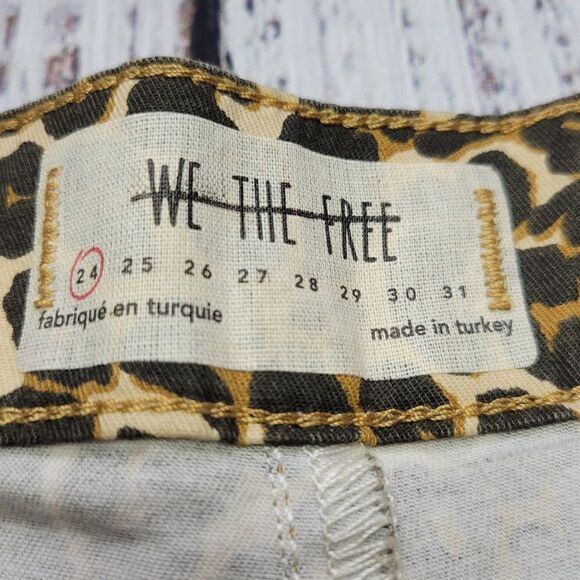 WE THE FREE
24 25 26 27 28 29 30 31
fabriqué en turquie
made in turkey